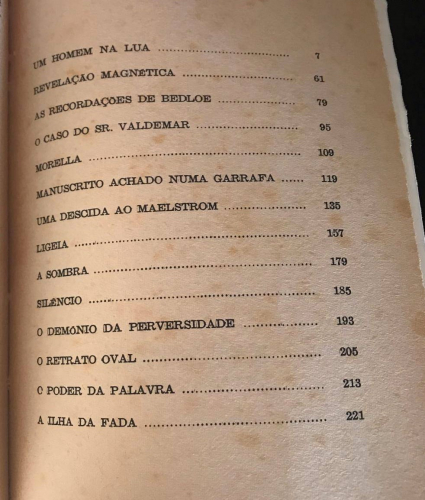 UM HOMEM NA LUA .............................. 7
REVELAÇÃO MAGNÉTICA .............................. 61
AS RECORDAÇÕES DE BEDLOE .................... 79
O CASO DO SR. VALDEMAR ........................ 95
MORELLA .................................................. 109
MANUSCRITO ACHADO NUMA GARRAFA ...... 119
UMA DESCIDA AO MAELSTROM .................... 135
LIGEIA ...................................................... 157
A SOMBRA .................................................. 179
SILÊNCIO .................................................. 185
O DEMÓNIO DA PERVERSIDADE .................. 193
O RETRATO OVAL .......................................... 205
O PODER DA PALAVRA .................................. 213
A ILHA DA FADA .......................................... 221